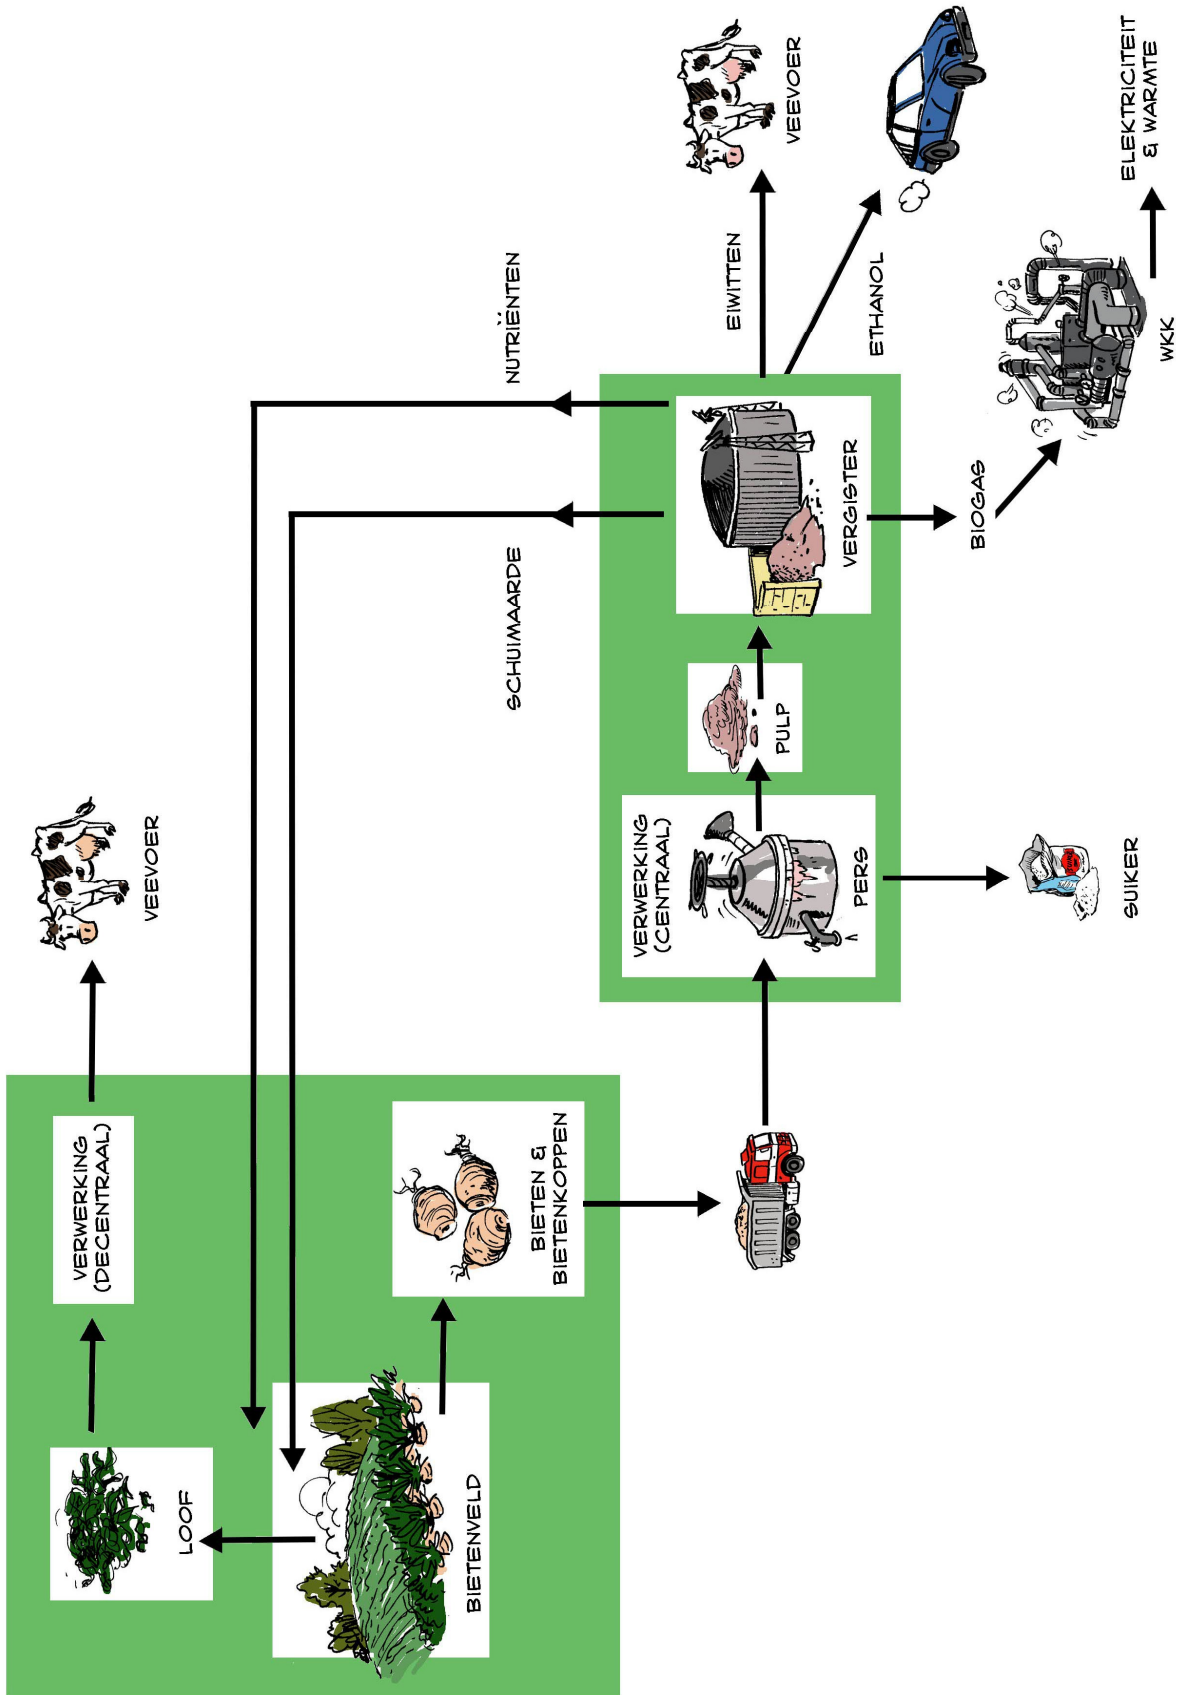 LOOF
VERWERKING
(DECENTRAAL)
VEEVOER
BIETENVELD
BIETEN &
BIETENKOPPEN
SCHUIMAARDE
NUTRIËNTEN
VERWERKING
(CENTRAAL)
PERS
PULP
VERGISTER
EIWITTEN
VEEVOER
ETHANOL
SUIKER
BIOGAS
WKK
ELEKTRICITEIT
& WARMTE